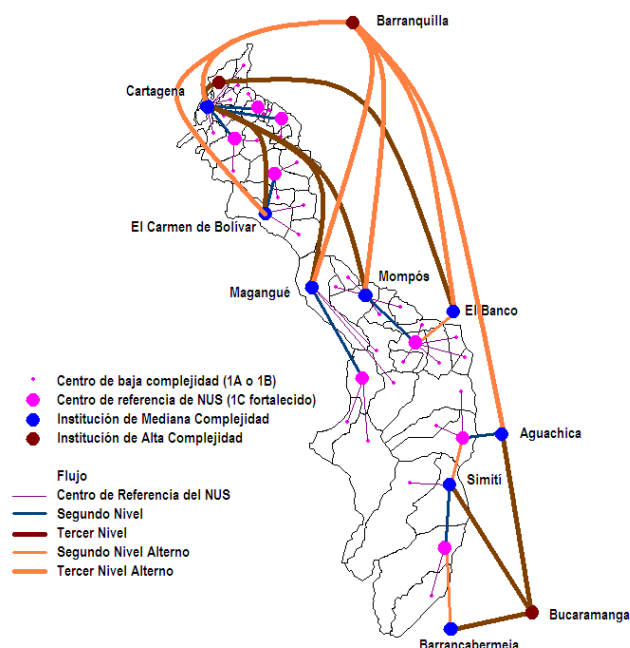 Barranquilla
Cartagena
El Carmen de Bolívar
Mompós
Magangué
El Banco
Centro de baja complejidad (1A o 1B)
Centro de referencia de NUS (1C fortalecido)
Institución de Mediana Complejidad
Institución de Alta Complejidad
Aguachica
Flujo
Simití
Centro de Referencia del NUS
Segundo Nivel
Tercer Nivel
Segundo Nivel Alterno
Tercer Nivel Alterno
Bucaramanga
Barrancabermeja